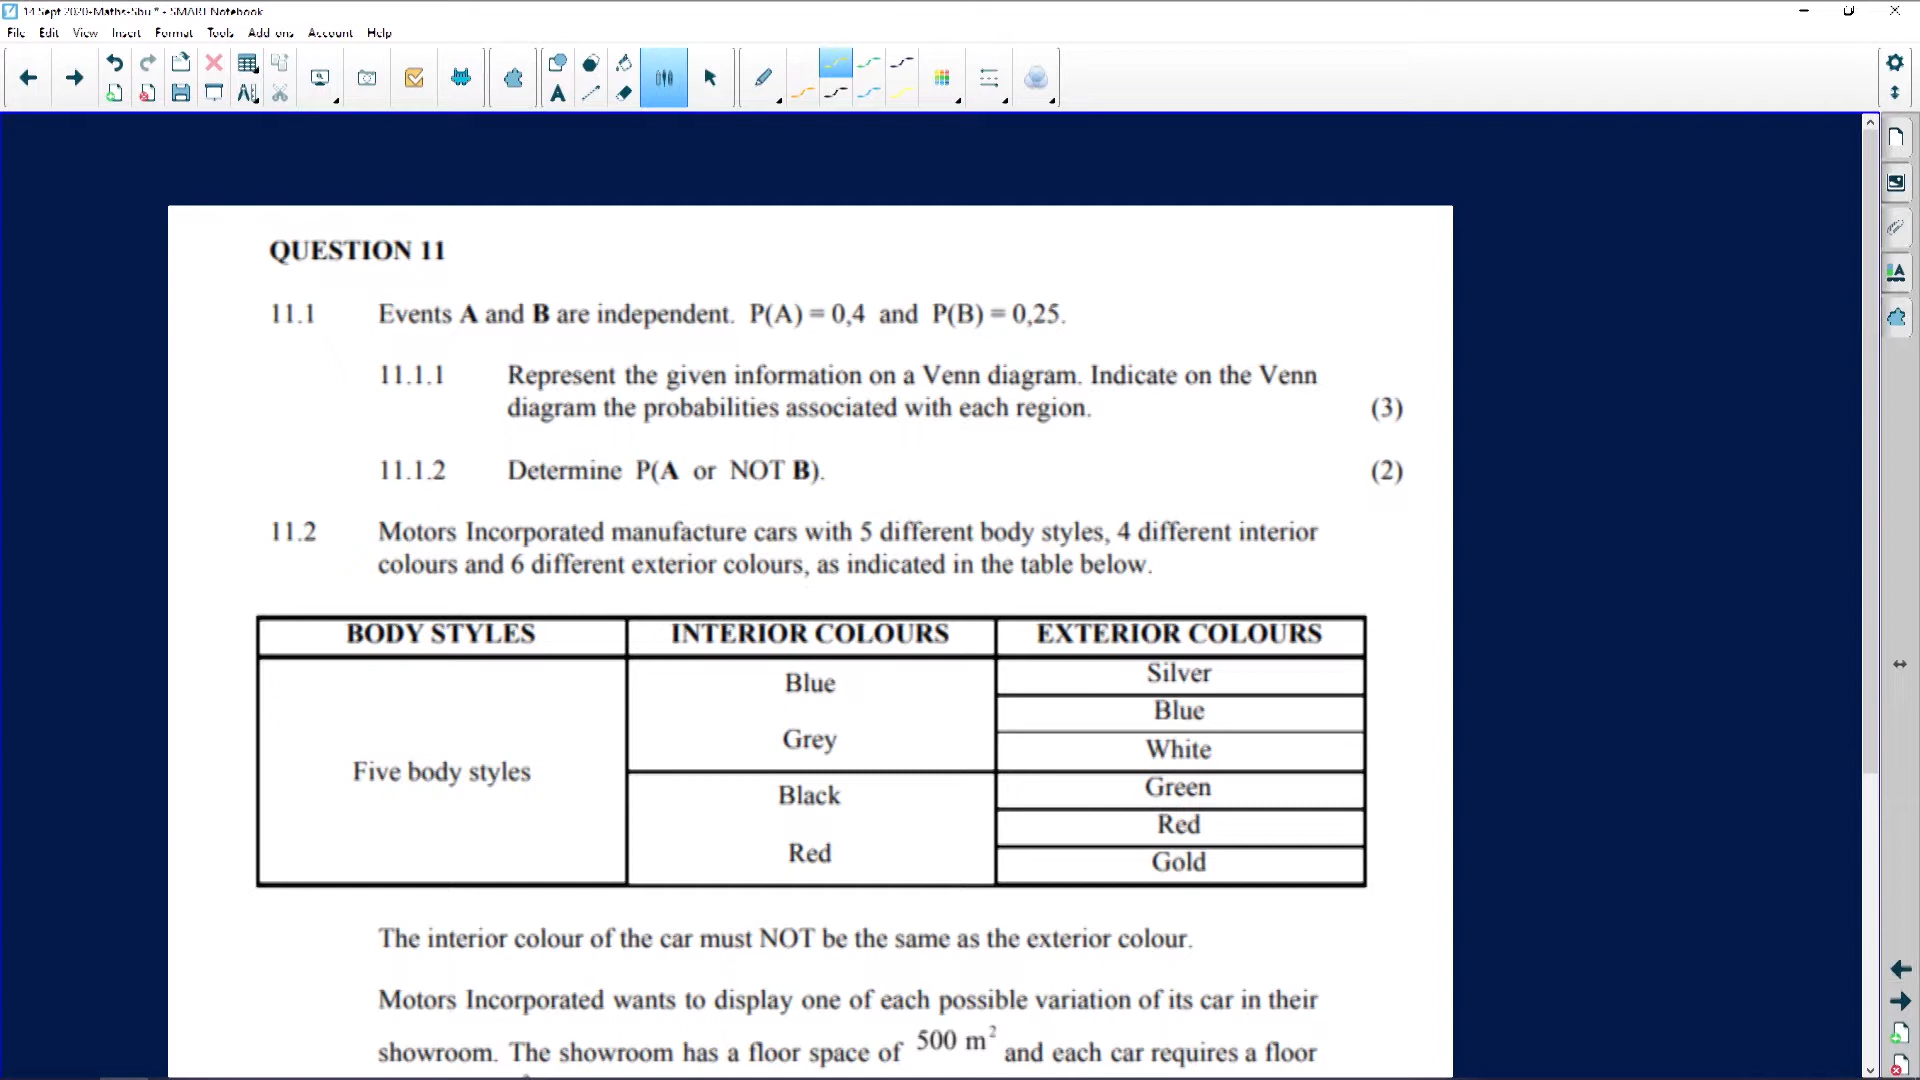 14 Sept 2020-Maths-Sbu * - SMART Notebook
File Edit View Insert Format Tools Add-ons Account Help
QUESTION 11
11.1 Events A and B are independent. P(A) = 0,4 and P(B) = 0,25.
11.1.1 Represent the given information on a Venn diagram. Indicate on the Venn
diagram the probabilities associated with each region. (3)
11.1.2 Determine P(A or NOT B). (2)
11.2 Motors Incorporated manufacture cars with 5 different body styles, 4 different interior
colours and 6 different exterior colours, as indicated in the table below.
BODY STYLES INTERIOR COLOURS EXTERIOR COLOURS
Five body styles
Blue
Grey
Black
Red
Silver
Blue
White
Green
Red
Gold
The interior colour of the car must NOT be the same as the exterior colour.
Motors Incorporated wants to display one of each possible variation of its car in their
showroom. The showroom has a floor space of 500 m² and each car requires a floor